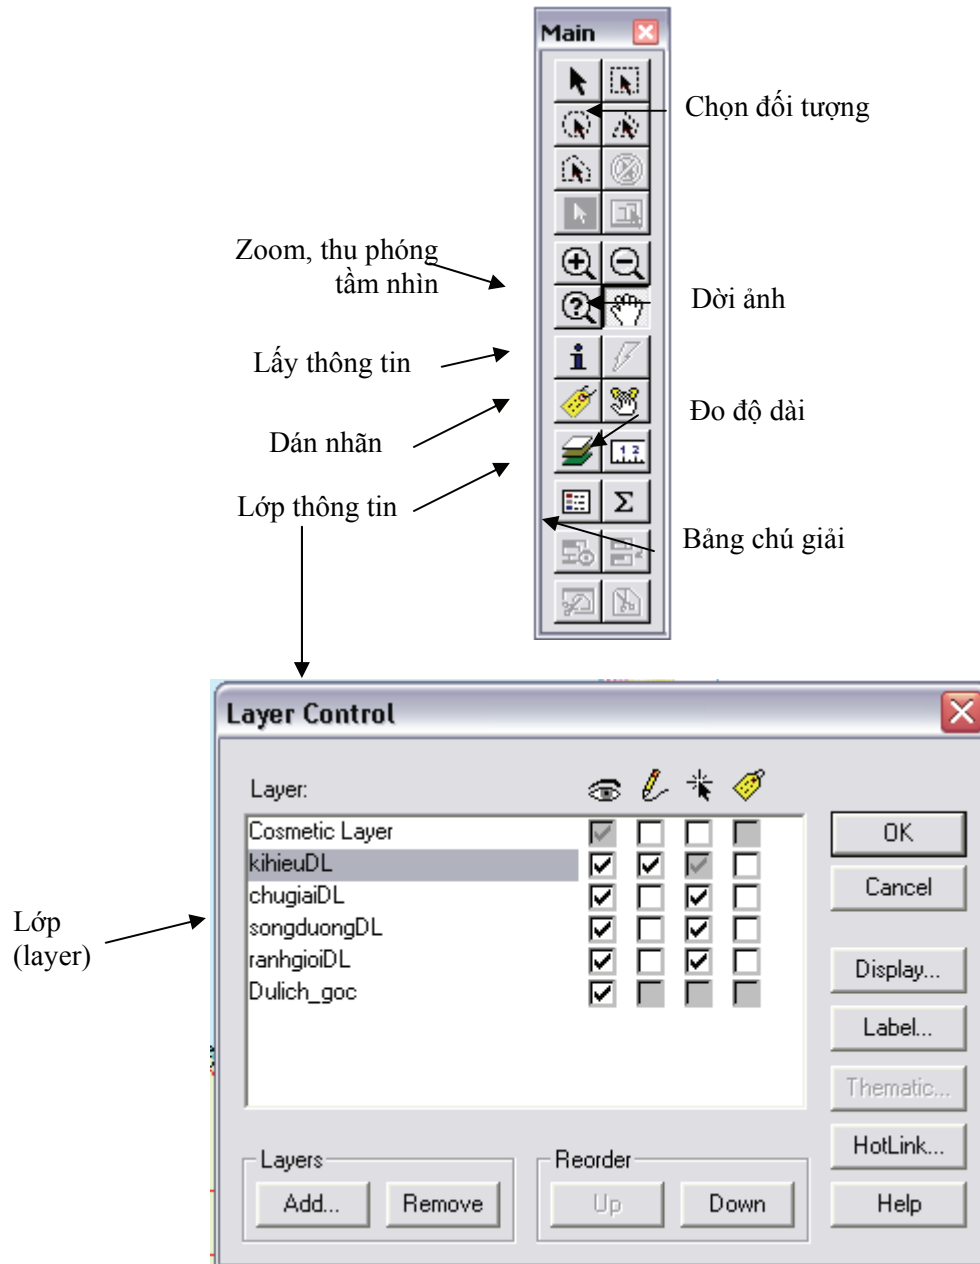 Main
Chọn đối tượng
Zoom, thu phóng
tầm nhìn
Dời ảnh
Lấy thông tin
Đo độ dài
Dán nhãn
1 2
Lớp thông tin
Σ
Bảng chú giải
Layer Control
Layer:
Cosmetic Layer
OK
kihieuDL
Cancel
chugiaiDL
Lớp
(layer)
songduongDL
ranhgioiDL
Display...
Dulich_goc
Label...
Thematic...
HotLink...
Layers
Reorder
Add...
Remove
Up
Down
Help